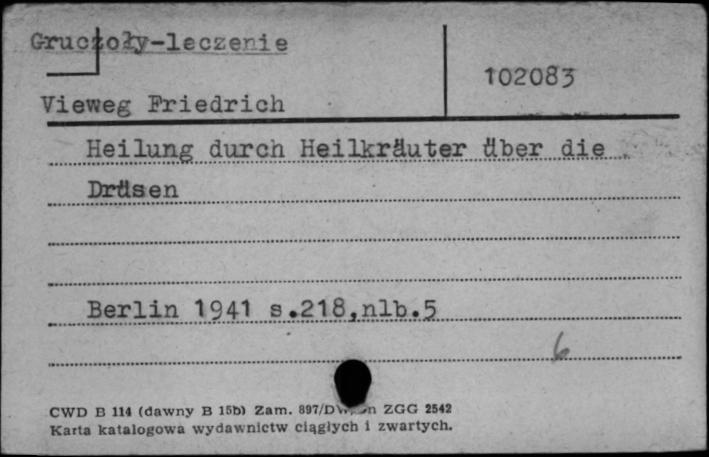 Gruczoły-leczenie
102083
Vieweg Friedrich
Heilung durch Heilkräuter über die
Drüsen
Berlin 1941 s.218,nlb.5
6
CWD B 114 (dawny B 15b) Zam. 897/DW, ZGG 2542
Karta katalogowa wydawnictw ciągłych i zwartych.